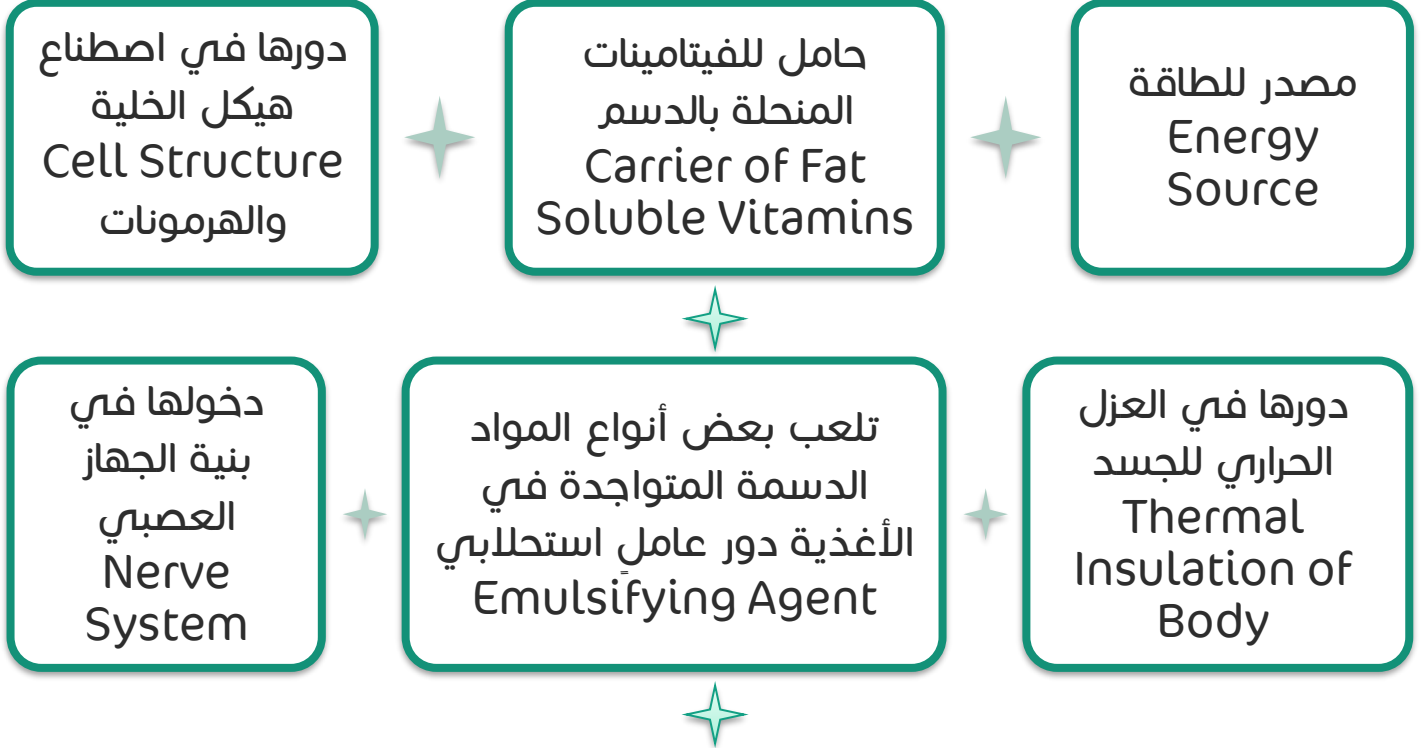 مصدر للطاقة
Energy
Source
حامل للفيتامينات
المنحلة بالدسم
Carrier of Fat
Soluble Vitamins
دورها في اصطناع
هيكل الخلية
Cell Structure
والهرمونات
دورها في العزل
الحراري للجسد
Thermal
Insulation of
Body
تلعب بعض أنواع المواد
الدسمة المتواجدة في
الأغذية دور عاملٍ استحلابي
Emulsifying Agent
دخولها في
بنية الجهاز
العصبي
Nerve
System